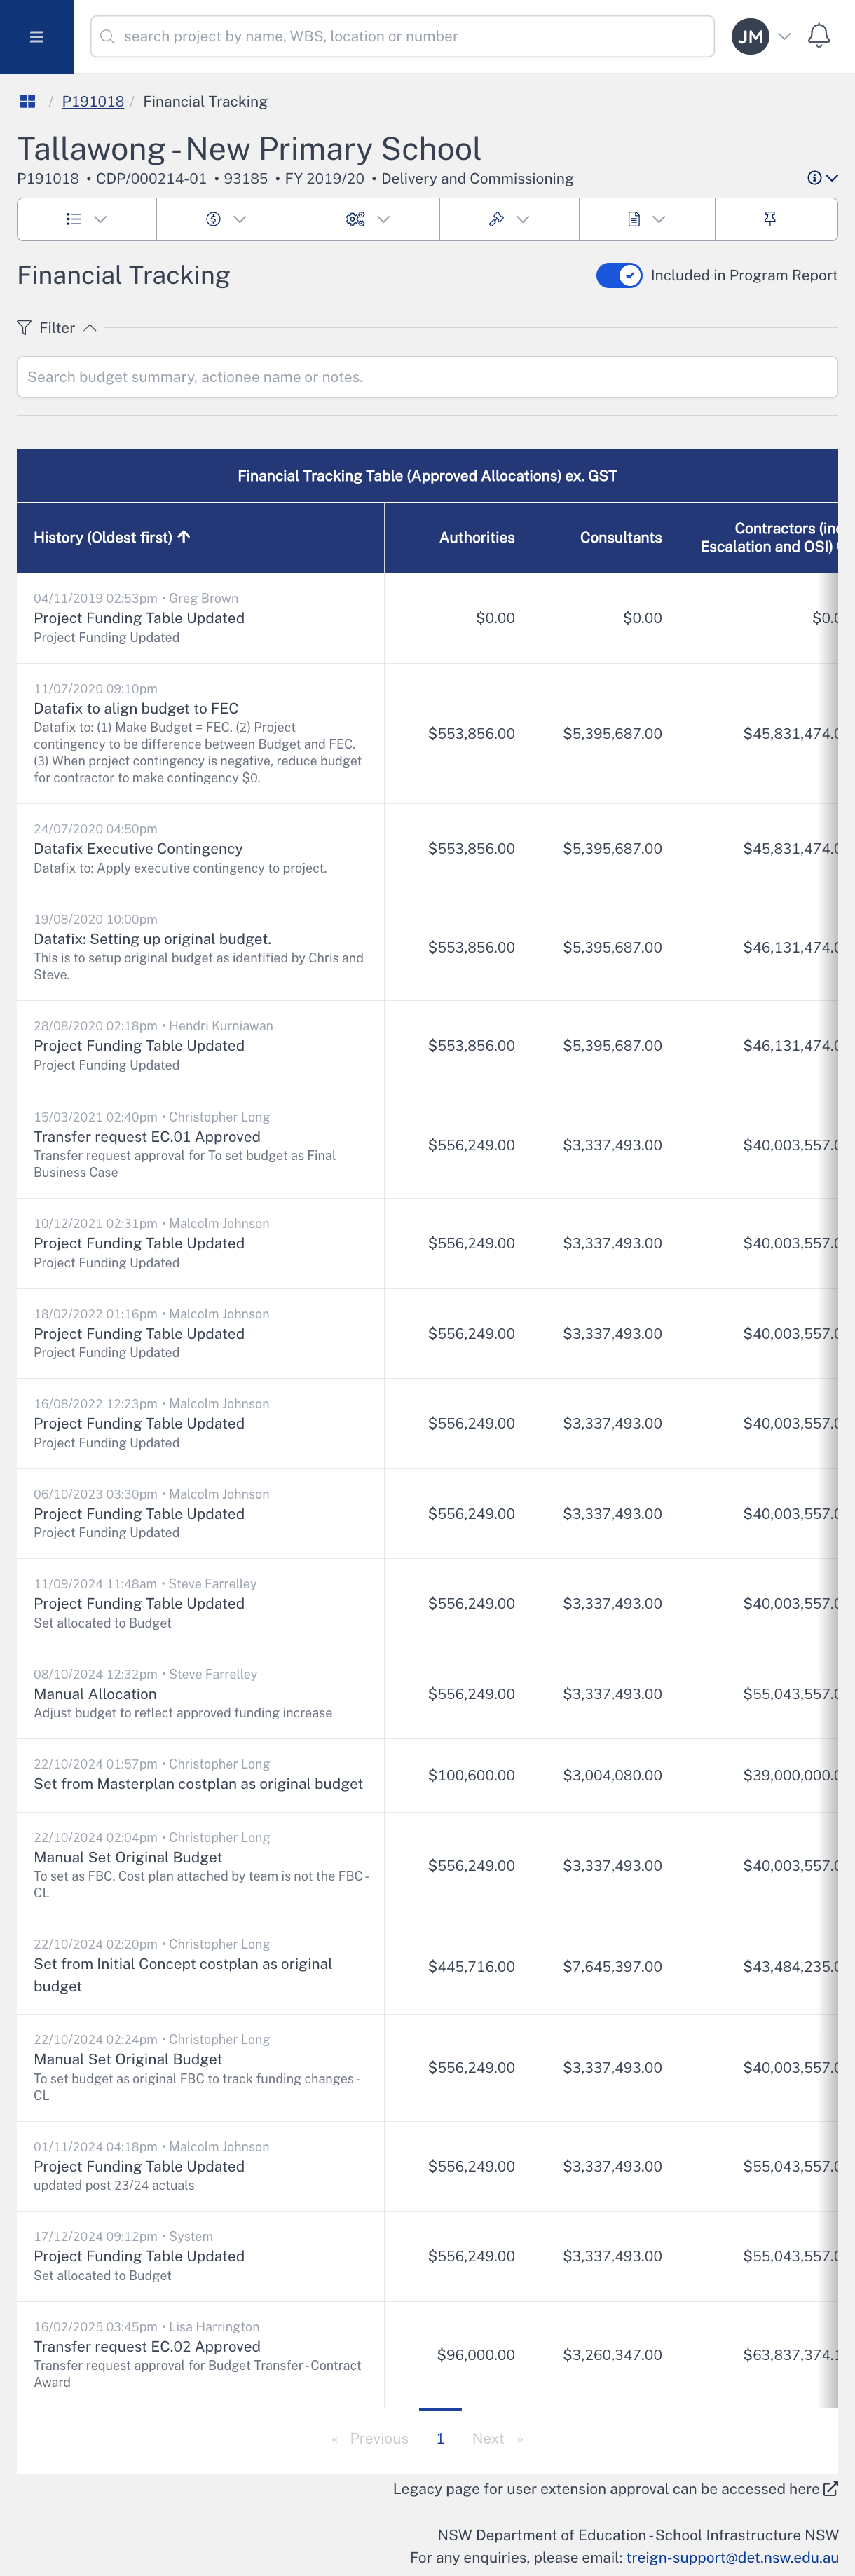 search project by name, WBS, location or number
JM
/ P191018 / Financial Tracking
Tallawong - New Primary School
P191018 • CDP/000214-01 • 93185 • FY 2019/20 • Delivery and Commissioning
Financial Tracking
Included in Program Report
Filter
Search budget summary, actionee name or notes.
Financial Tracking Table (Approved Allocations) ex. GST
History (Oldest first) Authorities Consultants Contractors (inc
Escalation and OSI)
04/11/2019 02:53pm • Greg Brown
Project Funding Table Updated $0.00 $0.00 $0.0
Project Funding Updated
11/07/2020 09:10pm
Datafix to align budget to FEC
Datafix to: (1) Make Budget = FEC. (2) Project
contingency to be difference between Budget and FEC. $553,856.00 $5,395,687.00 $45,831,474.0
(3) When project contingency is negative, reduce budget
for contractor to make contingency $0.
24/07/2020 04:50pm
Datafix Executive Contingency $553,856.00 $5,395,687.00 $45,831,474.0
Datafix to: Apply executive contingency to project.
19/08/2020 10:00pm
Datafix: Setting up original budget. $553,856.00 $5,395,687.00 $46,131,474.0
This is to setup original budget as identified by Chris and
Steve.
28/08/2020 02:18pm • Hendri Kurniawan
Project Funding Table Updated $553,856.00 $5,395,687.00 $46,131,474.0
Project Funding Updated
15/03/2021 02:40pm • Christopher Long
Transfer request EC.01 Approved $556,249.00 $3,337,493.00 $40,003,557.0
Transfer request approval for To set budget as Final
Business Case
10/12/2021 02:31pm • Malcolm Johnson
Project Funding Table Updated $556,249.00 $3,337,493.00 $40,003,557.0
Project Funding Updated
18/02/2022 01:16pm • Malcolm Johnson
Project Funding Table Updated $556,249.00 $3,337,493.00 $40,003,557.0
Project Funding Updated
16/08/2022 12:23pm • Malcolm Johnson
Project Funding Table Updated $556,249.00 $3,337,493.00 $40,003,557.0
Project Funding Updated
06/10/2023 03:30pm • Malcolm Johnson
Project Funding Table Updated $556,249.00 $3,337,493.00 $40,003,557.0
Project Funding Updated
11/09/2024 11:48am • Steve Farrelley
Project Funding Table Updated $556,249.00 $3,337,493.00 $40,003,557.0
Set allocated to Budget
08/10/2024 12:32pm • Steve Farrelley
Manual Allocation $556,249.00 $3,337,493.00 $55,043,557.0
Adjust budget to reflect approved funding increase
22/10/2024 01:57pm • Christopher Long
Set from Masterplan costplan as original budget $100,600.00 $3,004,080.00 $39,000,000.0
22/10/2024 02:04pm • Christopher Long
Manual Set Original Budget $556,249.00 $3,337,493.00 $40,003,557.0
To set as FBC. Cost plan attached by team is not the FBC -
CL
22/10/2024 02:20pm • Christopher Long
Set from Initial Concept costplan as original $445,716.00 $7,645,397.00 $43,484,235.0
budget
22/10/2024 02:24pm • Christopher Long
Manual Set Original Budget $556,249.00 $3,337,493.00 $40,003,557.0
To set budget as original FBC to track funding changes -
CL
01/11/2024 04:18pm • Malcolm Johnson
Project Funding Table Updated $556,249.00 $3,337,493.00 $55,043,557.0
updated post 23/24 actuals
17/12/2024 09:12pm • System
Project Funding Table Updated $556,249.00 $3,337,493.00 $55,043,557.0
Set allocated to Budget
16/02/2025 03:45pm • Lisa Harrington
Transfer request EC.02 Approved $96,000.00 $3,260,347.00 $63,837,374.1
Transfer request approval for Budget Transfer - Contract
Award
« Previous 1 Next »
Legacy page for user extension approval can be accessed here
NSW Department of Education - School Infrastructure NSW
For any enquiries, please email: treign-support@det.nsw.edu.au